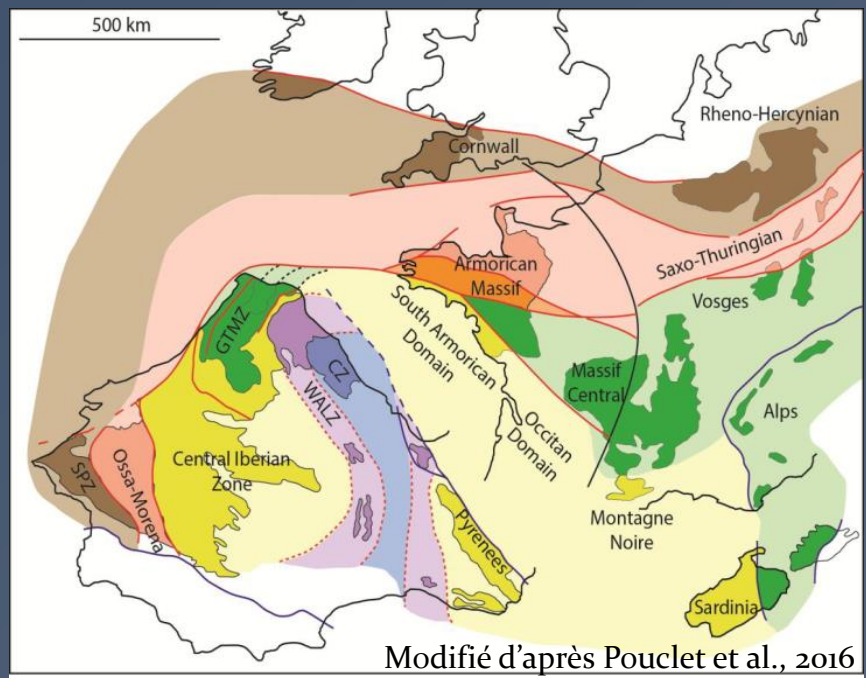 500 km
Rheno-Hercynian
Cornwall
Saxo-Thuringian
Armorican
Massif
Vosges
GTMZ
South Armorican
Domain
CZ
Massif
Central
WALZ
Alps
Occitan
Domain
Central Iberian
Zone
SPZ
Ossa-Morena
Montagne
Noire
Pyrenees
Sardinia
Modifié d'après Pouclet et al., 2016